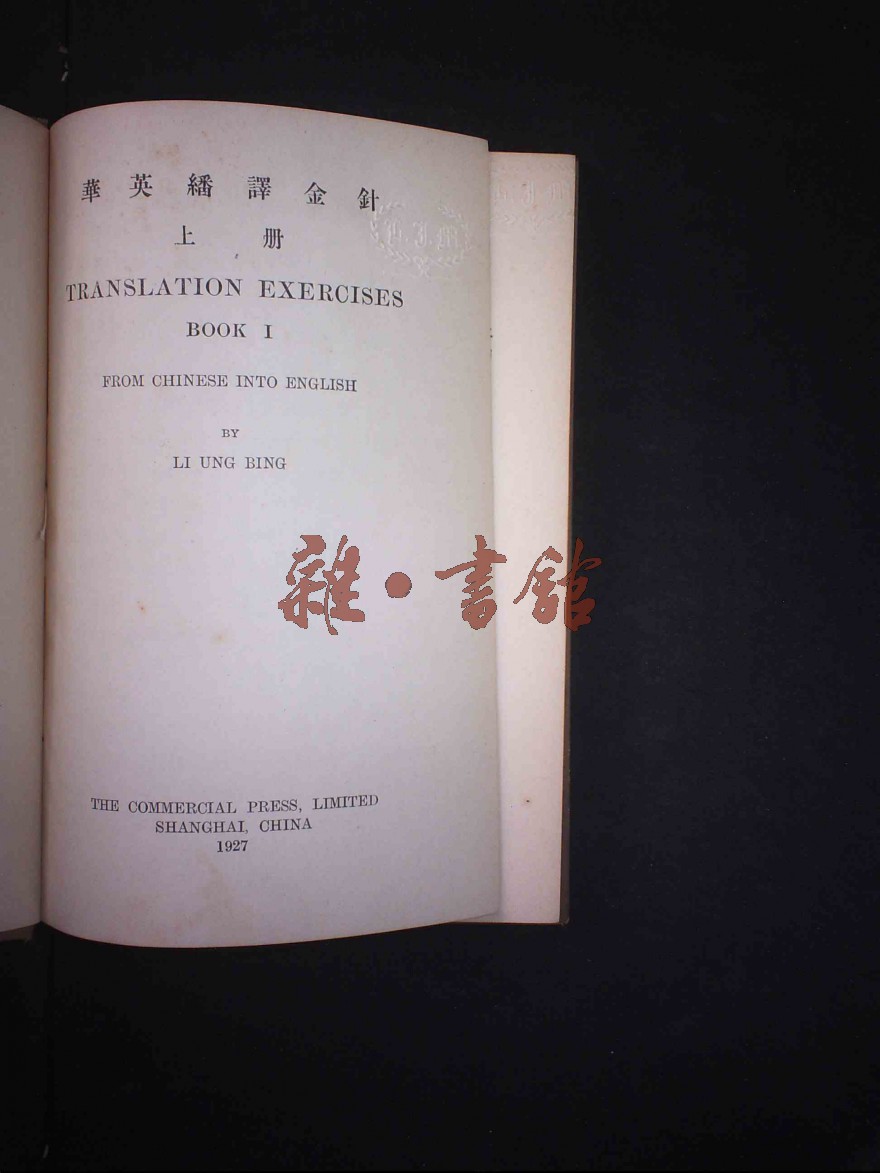 華英繙譯金針
上册
TRANSLATION EXERCISES
BOOK I
FROM CHINESE INTO ENGLISH
BY
LI UNG BING
雜·書館
THE COMMERCIAL PRESS, LIMITED
SHANGHAI, CHINA
1927